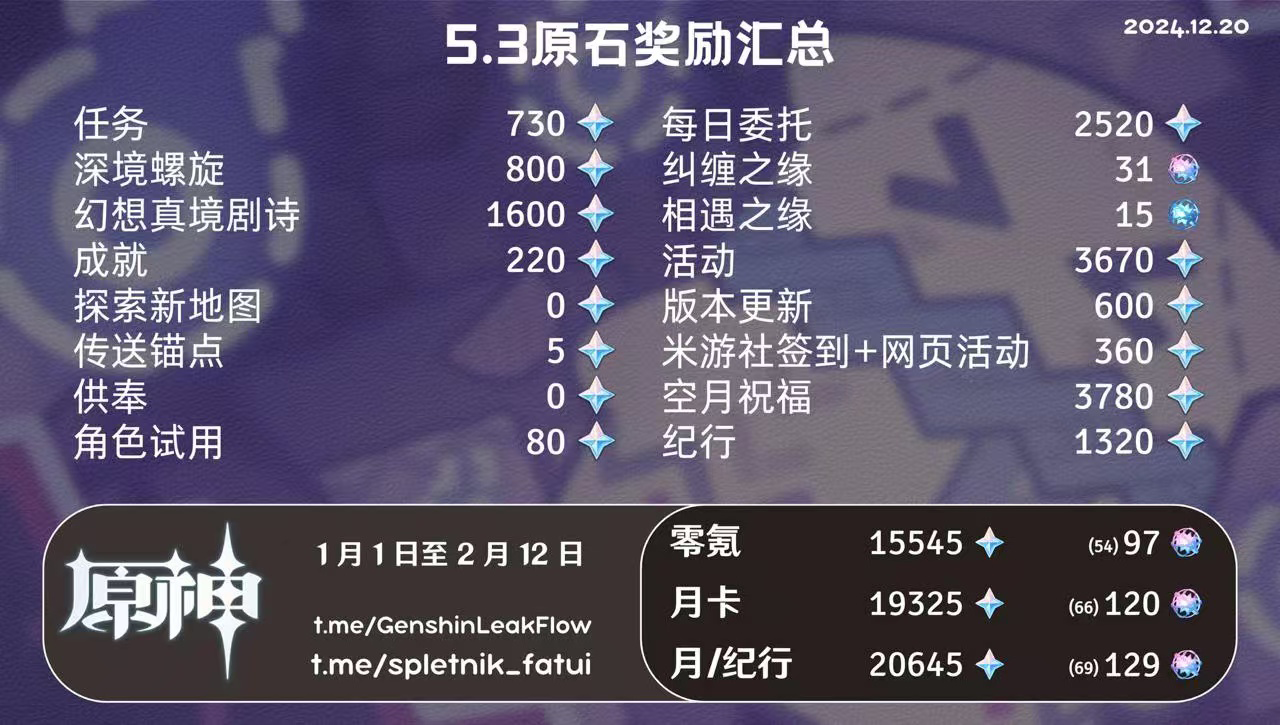 5.3原石奖励汇总
2024.12.20
任务 730
深境螺旋 800
幻想真境剧诗 1600
成就 220
探索新地图 0
传送锚点 5
供奉 0
角色试用 80
每日委托 2520
纠缠之缘 31
相遇之缘 15
活动 3670
版本更新 600
米游社签到+网页活动 360
空月祝福 3780
纪行 1320
原神
1月1日至2月12日
t.me/GenshinLeakFlow
t.me/spletnik_fatui
零氪 15545 (54)97
月卡 19325 (66)120
月/纪行 20645 (69)129